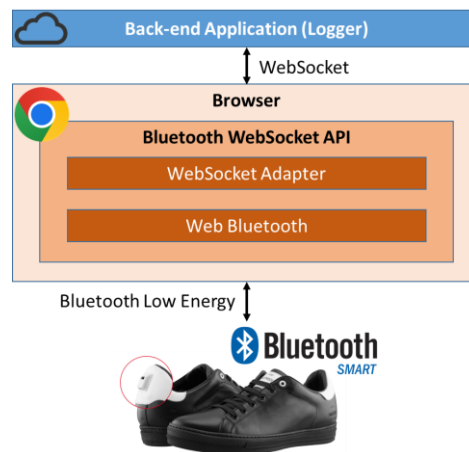 Back-end Application (Logger)
WebSocket
Browser
Bluetooth WebSocket API
WebSocket Adapter
Web Bluetooth
Bluetooth Low Energy
Bluetooth
SMART